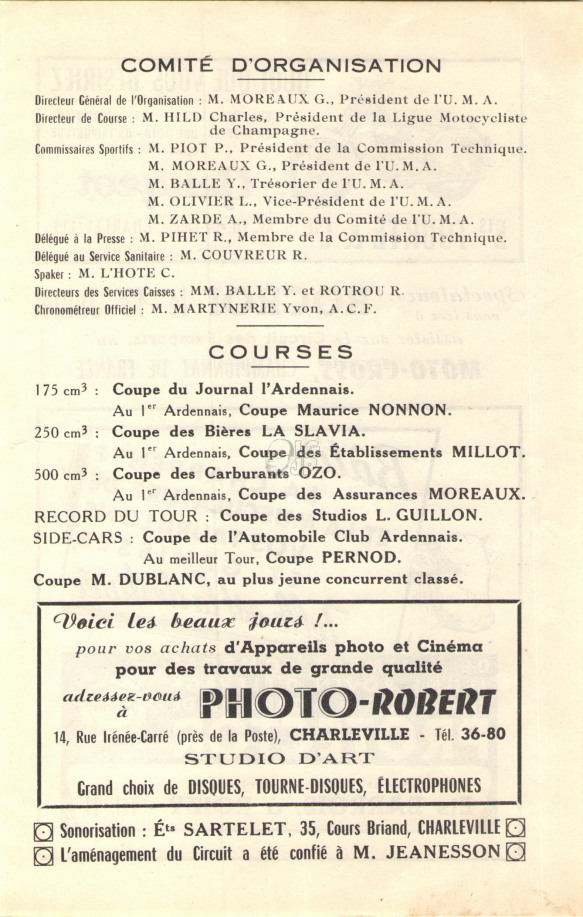 COMITÉ D'ORGANISATION
Directeur Général de l'Organisation : M. MOREAUX G., Président de l'U. M. A.
Directeur de Course : M. HILD Charles, Président de la Ligue Motocycliste
de Champagne.
Commissaires Sportifs : M. PIOT P., Président de la Commission Technique.
M. MOREAUX G., Président de l'U. M. A.
M. BALLE Y., Trésorier de l'U. M. A.
M. OLIVIER L., Vice-Président de l'U. M. A.
M. ZARDE A., Membre du Comité de l'U. M. A.
Délégué à la Presse : M. PIHET R., Membre de la Commission Technique.
Délégué au Service Sanitaire : M. COUVREUR R.
Spaker : M. L'HOTE C.
Directeurs des Services Caisses : MM. BALLE Y. et ROTROU R.
Chronométreur Officiel : M. MARTYNERIE Yvon, A. C. F.
COURSES
175 cm³ : Coupe du Journal l'Ardennais.
Au 1er Ardennais, Coupe Maurice NONNON.
250 cm³ : Coupe des Bières LA SLAVIA.
Au 1er Ardennais, Coupe des Établissements MILLOT.
500 cm³ : Coupe des Carburants OZO.
Au 1er Ardennais, Coupe des Assurances MOREAUX.
RECORD DU TOUR : Coupe des Studios L. GUILLON.
SIDE-CARS : Coupe de l'Automobile Club Ardennais.
Au meilleur Tour, Coupe PERNOD.
Coupe M. DUBLANC, au plus jeune concurrent classé.
Voici les beaux jours !...
pour vos achats d'Appareils photo et Cinéma
pour des travaux de grande qualité
adressez-vous
à PHOTO-ROBERT
14, Rue Irénée-Carré (près de la Poste), CHARLEVILLE - Tél. 36-80
STUDIO D'ART
Grand choix de DISQUES, TOURNE-DISQUES, ÉLECTROPHONES
Sonorisation : Éts SARTELET, 35, Cours Briand, CHARLEVILLE
L'aménagement du Circuit a été confié à M. JEANESSON